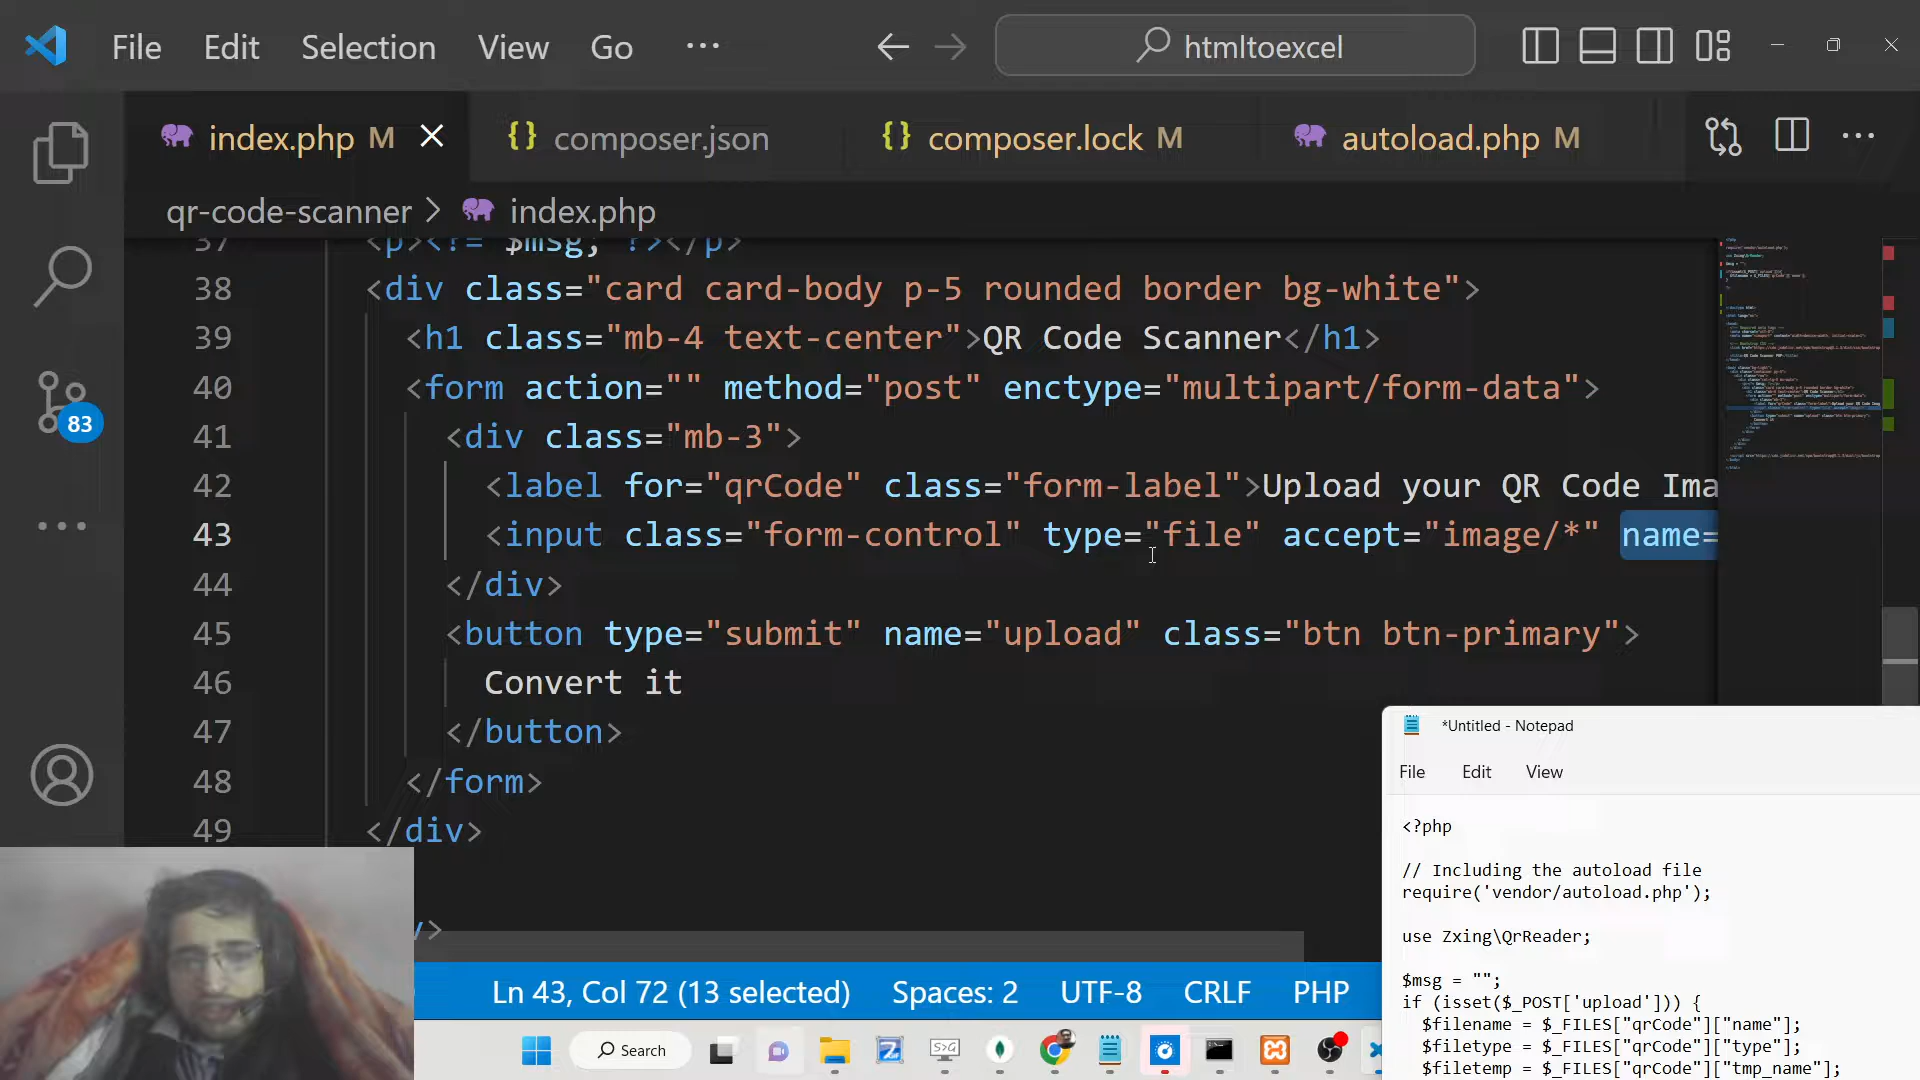 File Edit Selection View Go ··· htmltoexcel
index.php M composer.json composer.lock M autoload.php M ···
qr-code-scanner > index.php
37 <p><?= $msg; ?></p>
38 <div class="card card-body p-5 rounded border bg-white">
39 <h1 class="mb-4 text-center">QR Code Scanner</h1>
40 <form action="" method="post" enctype="multipart/form-data">
41 <div class="mb-3">
42 <label for="qrCode" class="form-label">Upload your QR Code Ima
43 <input class="form-control" type="file" accept="image/*" name=
44 </div>
45 <button type="submit" name="upload" class="btn btn-primary">
46 Convert it
47 </button>
48 </form>
49 </div>
83
v>
Ln 43, Col 72 (13 selected) Spaces: 2 UTF-8 CRLF PHP
*Untitled - Notepad
File Edit View
<?php
// Including the autoload file
require('vendor/autoload.php');
use Zxing\QrReader;
$msg = "";
if (isset($_POST['upload'])) {
$filename = $_FILES["qrCode"]["name"];
$filetype = $_FILES["qrCode"]["type"];
$filetemp = $_FILES["qrCode"]["tmp_name"];
Search